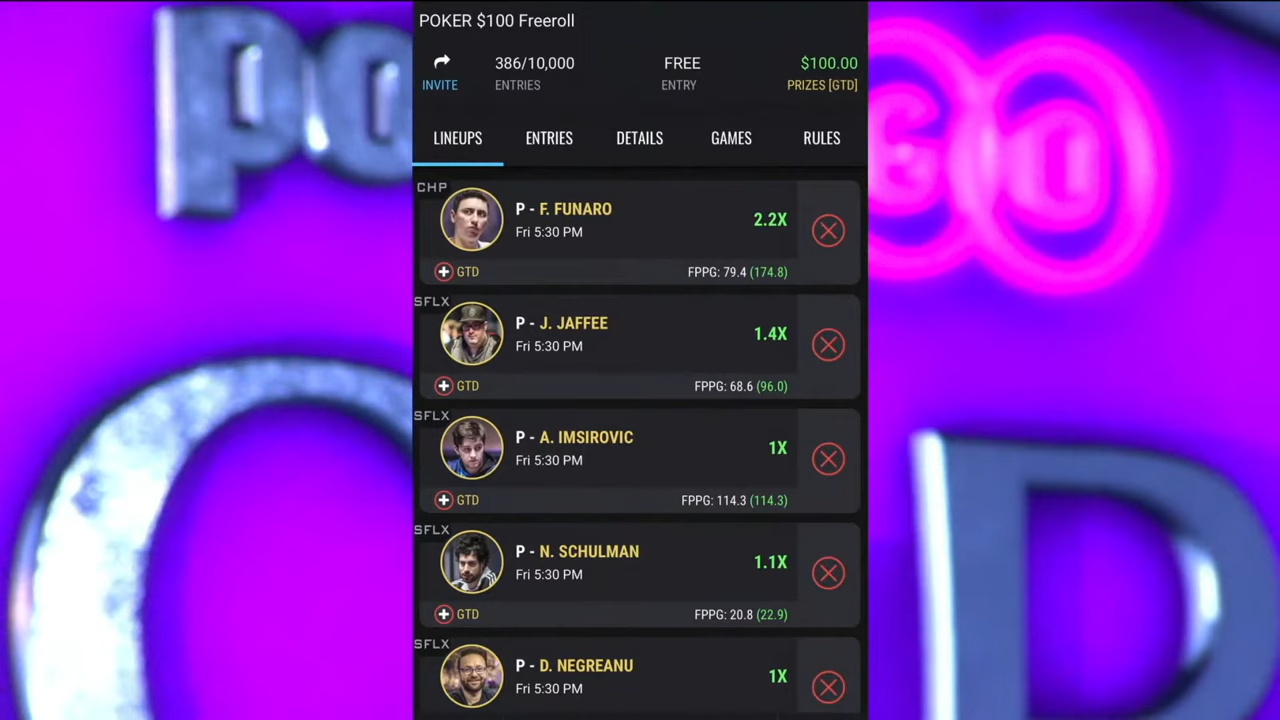 POKER $100 Freeroll
386/10,000 FREE $100.00
INVITE ENTRIES ENTRY PRIZES [GTD]
LINEUPS ENTRIES DETAILS GAMES RULES
CHP
P - F. FUNARO
2.2X
Fri 5:30 PM
GTD FPPG: 79.4 (174.8)
SFLX
P - J. JAFFEE
1.4X
Fri 5:30 PM
GTD FPPG: 68.6 (96.0)
SFLX
P - A. IMSIROVIC
1X
Fri 5:30 PM
GTD FPPG: 114.3 (114.3)
SFLX
P - N. SCHULMAN
1.1X
Fri 5:30 PM
GTD FPPG: 20.8 (22.9)
SFLX
P - D. NEGREANU
1X
Fri 5:30 PM
po
GO
O
P